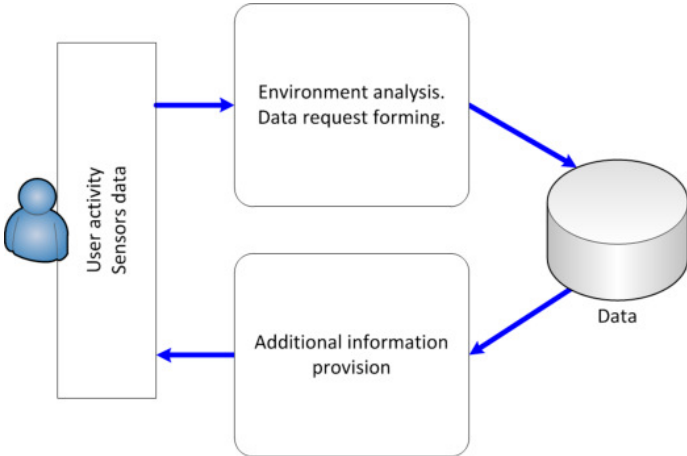 User activity
Sensors data
Environment analysis.
Data request forming.
Data
Additional information
provision